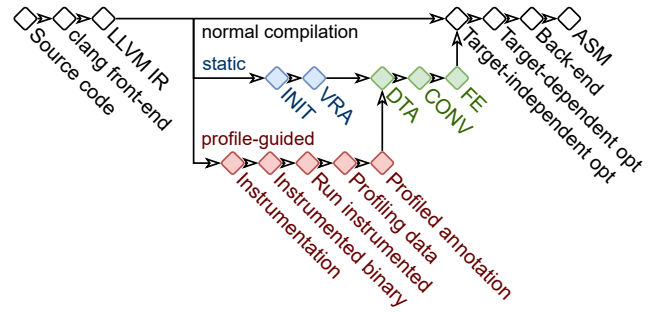 Source code
clang front-end
LLVM IR
normal compilation
Target-independent opt
Target-dependent opt
Back-end
ASM
static
INIT
VRA
DTA
CONV
FE
profile-guided
Instrumentation
Instrumented binary
Run instrumented
Profiling data
Profiled annotation